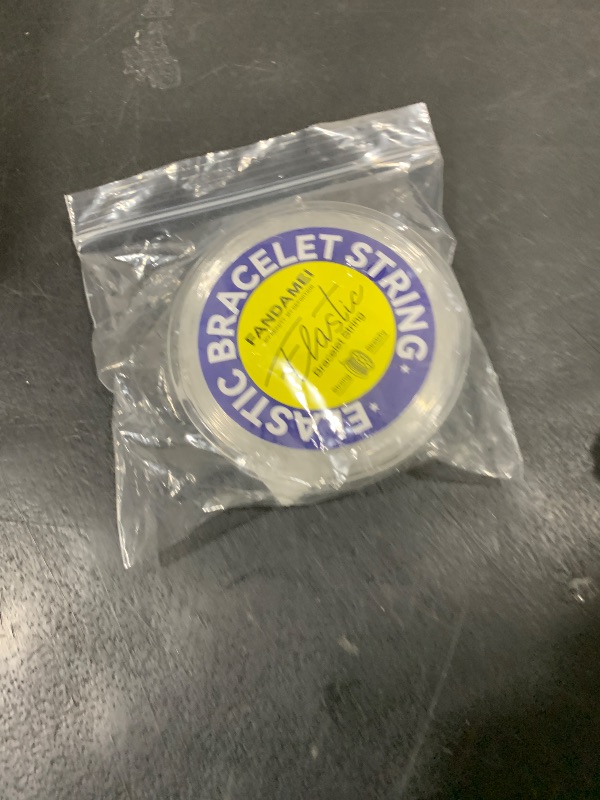 ELASTIC BRACELET STRING
FANDAMEI
Elastic
Bracelet String